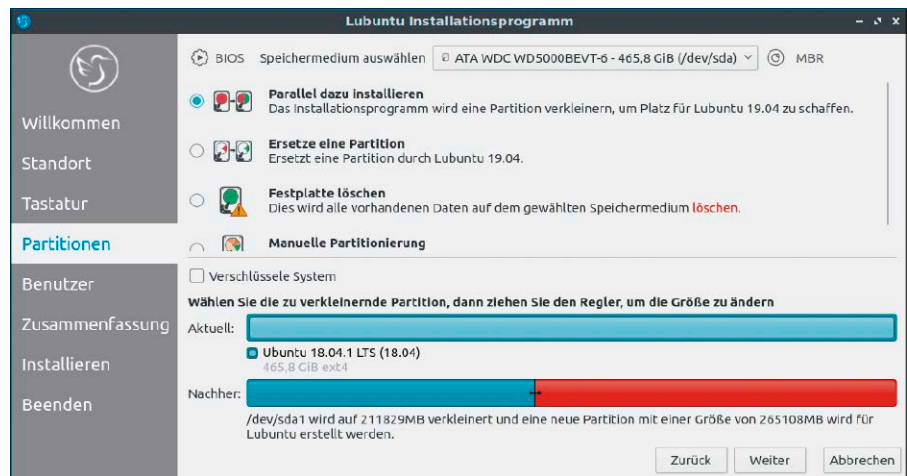 Lubuntu Installationsprogramm
BIOS Speichermedium auswählen ATA WDC WD5000BEVT-6 - 465,8 GiB (/dev/sda) MBR
Parallel dazu installieren
Das Installationsprogramm wird eine Partition verkleinern, um Platz für Lubuntu 19.04 zu schaffen.
Ersetze eine Partition
Ersetzt eine Partition durch Lubuntu 19.04.
Festplatte löschen
Dies wird alle vorhandenen Daten auf dem gewählten Speichermedium löschen.
Manuelle Partitionierung
Willkommen
Standort
Tastatur
Partitionen
Benutzer
Zusammenfassung
Installieren
Beenden
Verschlüssele System
Wählen Sie die zu verkleinernde Partition, dann ziehen Sie den Regler, um die Größe zu ändern
Aktuell:
Ubuntu 18.04.1 LTS (18.04)
465,8 GiB ext4
Nachher:
/dev/sda1 wird auf 211829MB verkleinert und eine neue Partition mit einer Größe von 265108MB wird für
Lubuntu erstellt werden.
Zurück Weiter Abbrechen